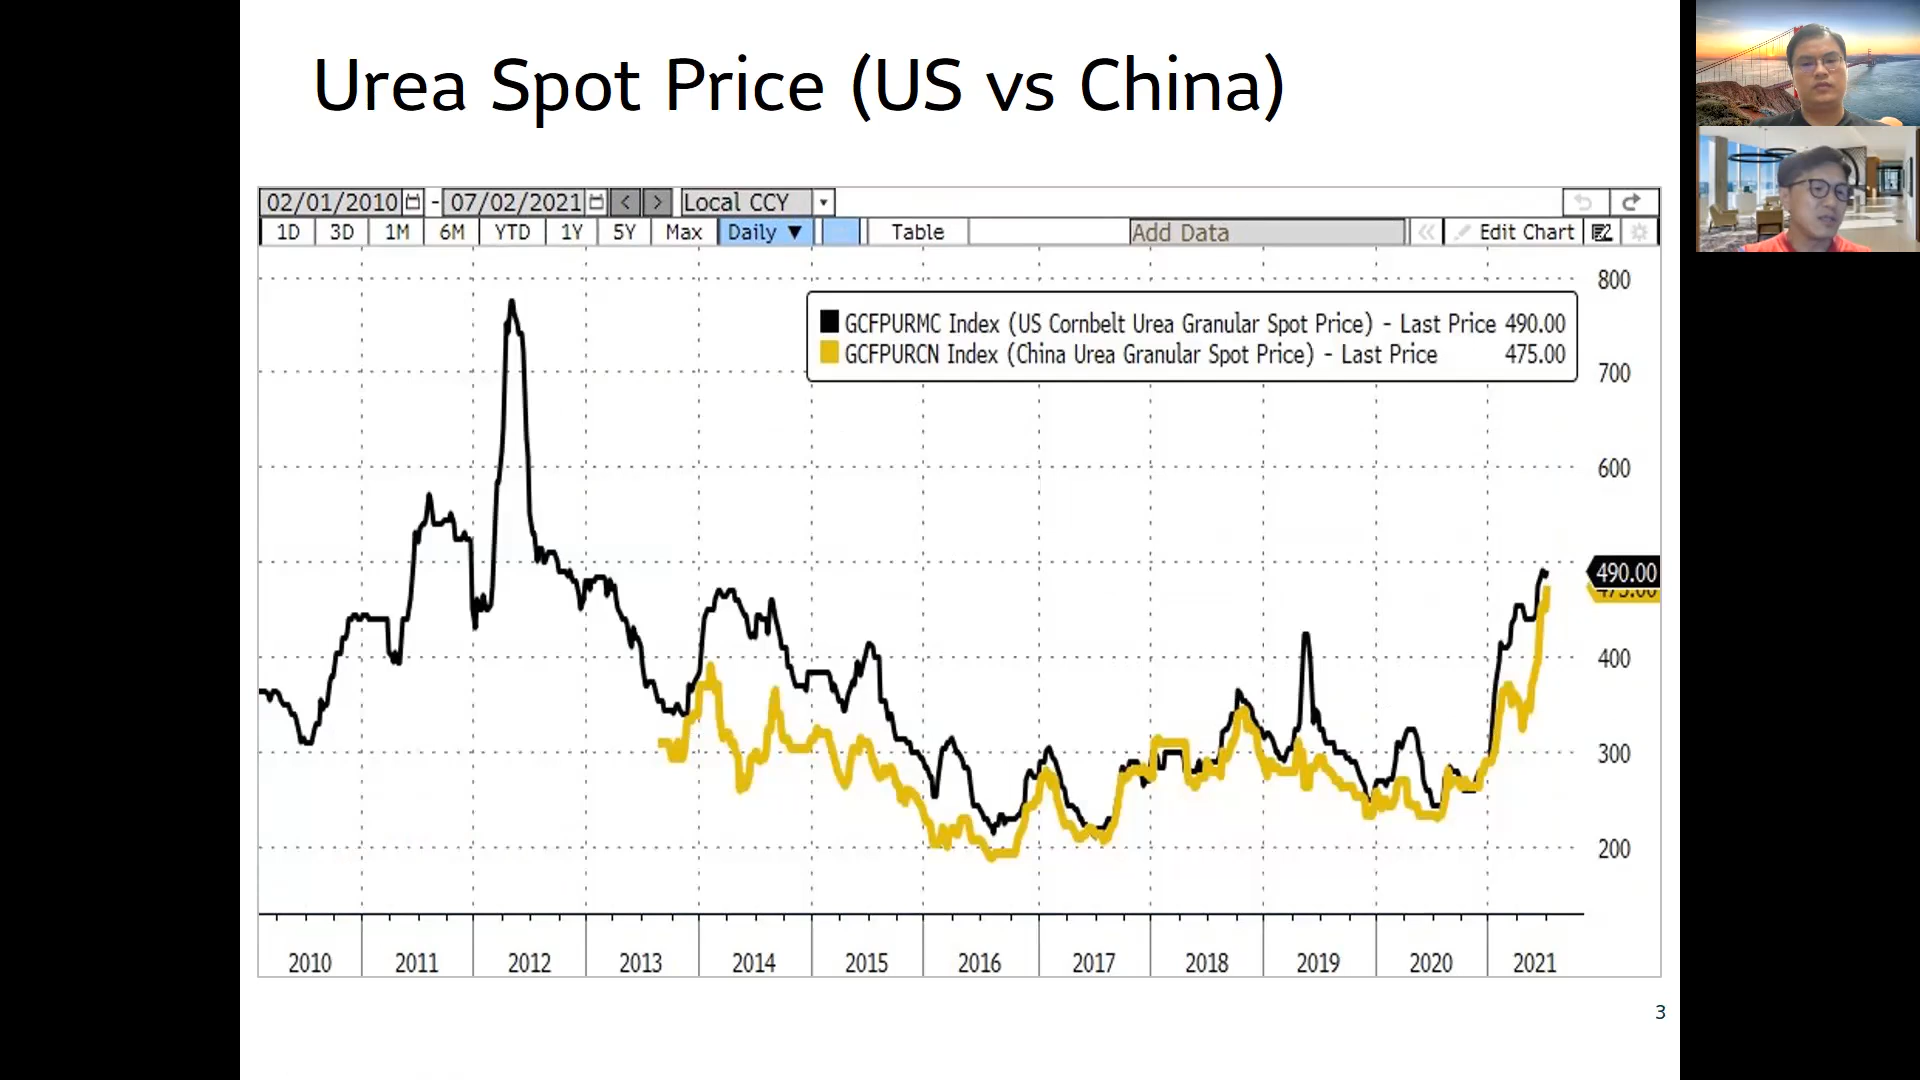 Urea Spot Price (US vs China)
02/01/2010 - 07/02/2021 < > Local CCY
1D 3D 1M 6M YTD 1Y 5Y Max Daily ▼ Table Add Data « Edit Chart
800
GCFPURMC Index (US Cornbelt Urea Granular Spot Price) - Last Price 490.00
GCFPURCN Index (China Urea Granular Spot Price) - Last Price 475.00
700
600
490.00
475.00
400
300
200
2010 2011 2012 2013 2014 2015 2016 2017 2018 2019 2020 2021
3